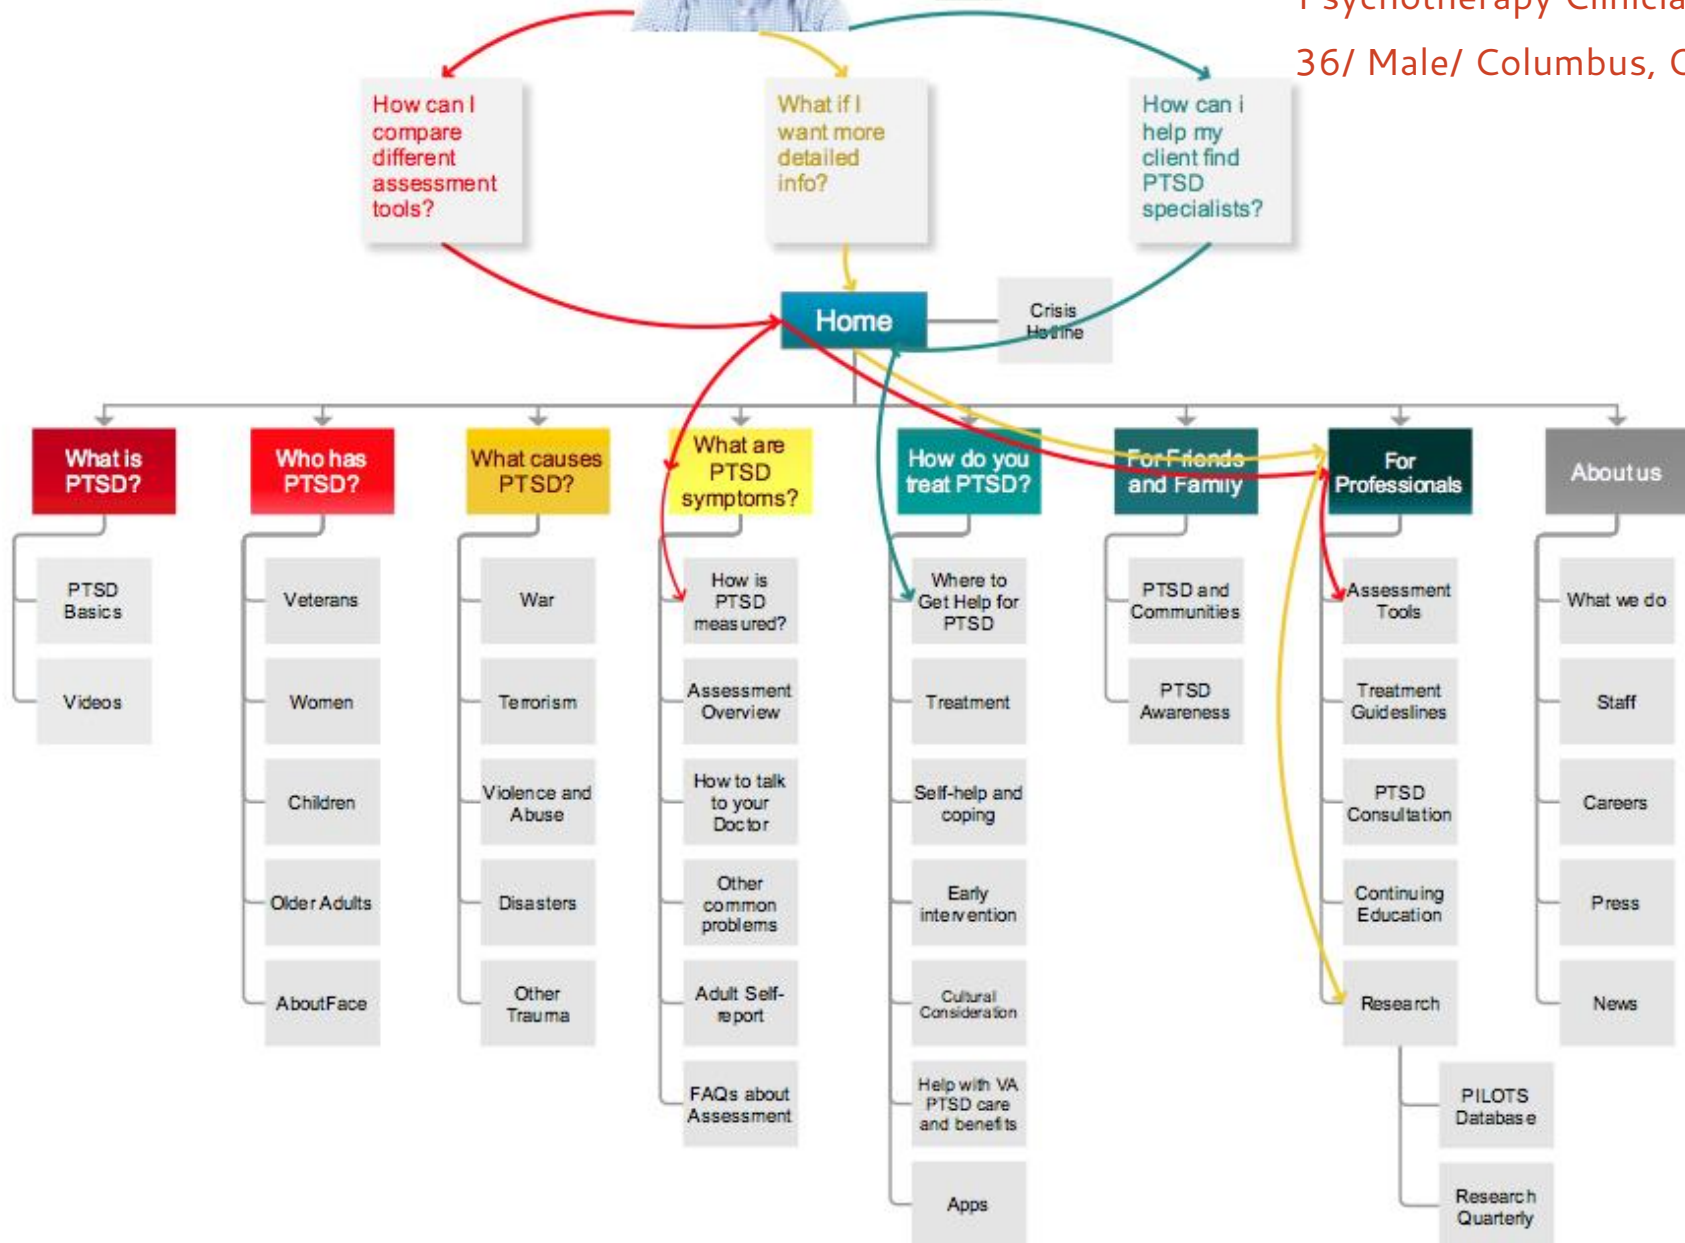 36/ Male/ Columbus,
How can I
compare
different
assessment
tools?
What if I
want more
detailed
info?
How can i
help my
client find
PTSD
specialists?
Home
Crisis
Hotline
What is
PTSD?
Who has
PTSD?
What causes
PTSD?
What are
PTSD
symptoms?
How do you
treat PTSD?
For Friends
and Family
For
Professionals
About us
PTSD
Basics
Videos
Veterans
Women
Children
Older Adults
AboutFace
War
Terrorism
Violence and
Abuse
Disasters
Other
Trauma
How is
PTSD
measured?
Assessment
Overview
How to talk
to your
Doctor
Other
common
problems
Adult Self-
report
FAQs about
Assessment
Where to
Get Help for
PTSD
Treatment
Self-help and
coping
Early
intervention
Cultural
Consideration
Help with VA
PTSD care
and benefits
Apps
PTSD and
Communities
PTSD
Awareness
Assessment
Tools
Treatment
Guideslines
PTSD
Consultation
Continuing
Education
Research
PILOTS
Database
Research
Quarterly
What we do
Staff
Careers
Press
News